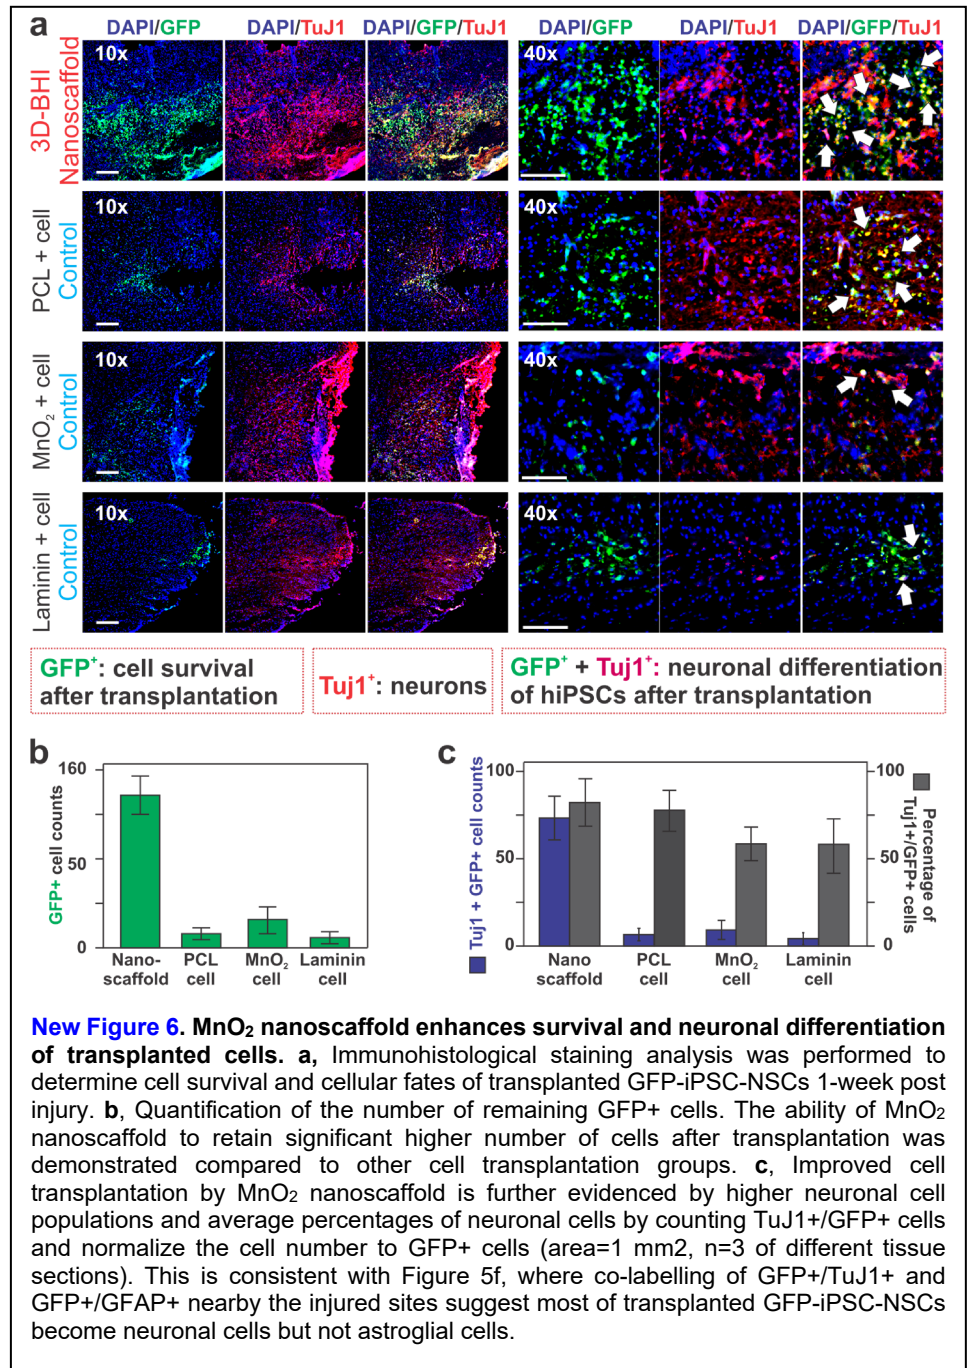 a
DAPI/GFP DAPI/TuJ1 DAPI/GFP/TuJ1 DAPI/GFP DAPI/TuJ1 DAPI/GFP/TuJ1
3D-BHI
Nanoscaffold
10x 40x
PCL + cell
Control
10x 40x
MnO₂ + cell
Control
10x 40x
Laminin + cell
Control
10x 40x
GFP⁺: cell survival
after transplantation
Tuj1⁺: neurons
GFP⁺ + Tuj1⁺: neuronal differentiation
of hiPSCs after transplantation
b
GFP+ cell counts
160
50
0
Nano-
scaffold
PCL
cell
MnO₂
cell
Laminin
cell
c
Tuj1 + GFP+ cell counts
100
50
0
Nano
scaffold
PCL
cell
MnO₂
cell
Laminin
cell
100
50
0
Percentage of
Tuj1+/GFP+ cells
New Figure 6. MnO₂ nanoscaffold enhances survival and neuronal differentiation
of transplanted cells. a, Immunohistological staining analysis was performed to
determine cell survival and cellular fates of transplanted GFP-iPSC-NSCs 1-week post
injury. b, Quantification of the number of remaining GFP+ cells. The ability of MnO₂
nanoscaffold to retain significant higher number of cells after transplantation was
demonstrated compared to other cell transplantation groups. c, Improved cell
transplantation by MnO₂ nanoscaffold is further evidenced by higher neuronal cell
populations and average percentages of neuronal cells by counting TuJ1+/GFP+ cells
and normalize the cell number to GFP+ cells (area=1 mm2, n=3 of different tissue
sections). This is consistent with Figure 5f, where co-labelling of GFP+/TuJ1+ and
GFP+/GFAP+ nearby the injured sites suggest most of transplanted GFP-iPSC-NSCs
become neuronal cells but not astroglial cells.